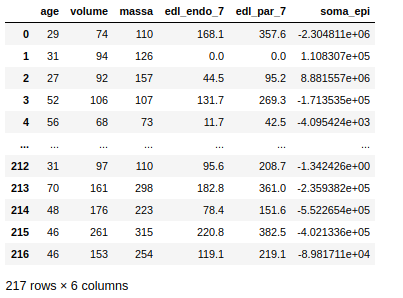 age volume massa edl_endo_7 edl_par_7 soma_epi
0 29 74 110 168.1 357.6 -2.304811e+06
1 31 94 126 0.0 0.0 1.108307e+05
2 27 92 157 44.5 95.2 8.881557e+06
3 52 106 107 131.7 269.3 -1.713535e+05
4 56 68 73 11.7 42.5 -4.095424e+03
... ... ... ... ... ... ...
212 31 97 110 95.6 208.7 -1.342426e+00
213 70 161 298 182.8 361.0 -2.359382e+05
214 48 176 223 78.4 151.6 -5.522654e+05
215 46 261 315 220.8 382.5 -4.021336e+05
216 46 153 254 119.1 219.1 -8.981711e+04
217 rows × 6 columns